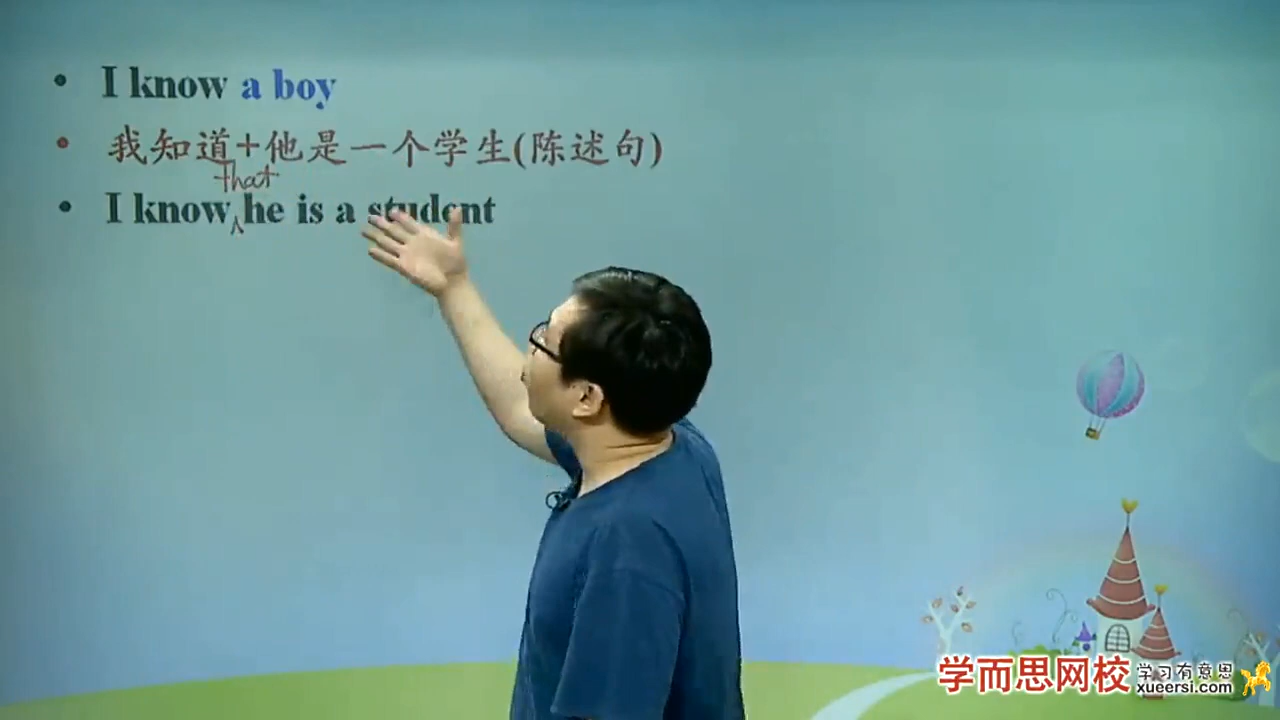 • I know a boy
• 我知道+他是一个学生(陈述句)
that
• I know he is a student
学而思网校
学习有意思
xueersi.com